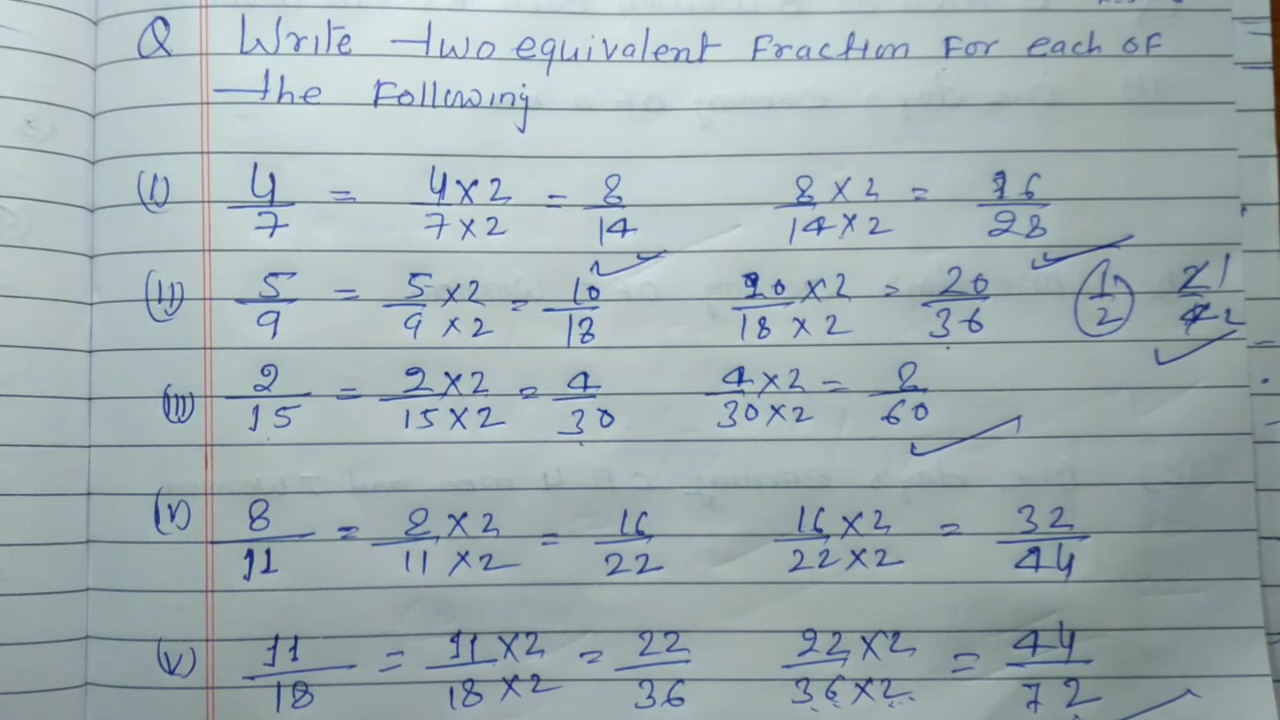 Q Write two equivalent Fraction For each of
the Following
(i) 4/7 = 4×2/7×2 = 8/14 8×2/14×2 = 16/28
(ii) 5/9 = 5×2/9×2 = 10/18 10×2/18×2 = 20/36 1/2 21/42
(iii) 2/15 = 2×2/15×2 = 4/30 4×2/30×2 = 8/60
(v) 8/11 = 8×2/11×2 = 16/22 16×2/22×2 = 32/44
(v) 11/18 = 11×2/18×2 = 22/36 22×2/36×2 = 44/72